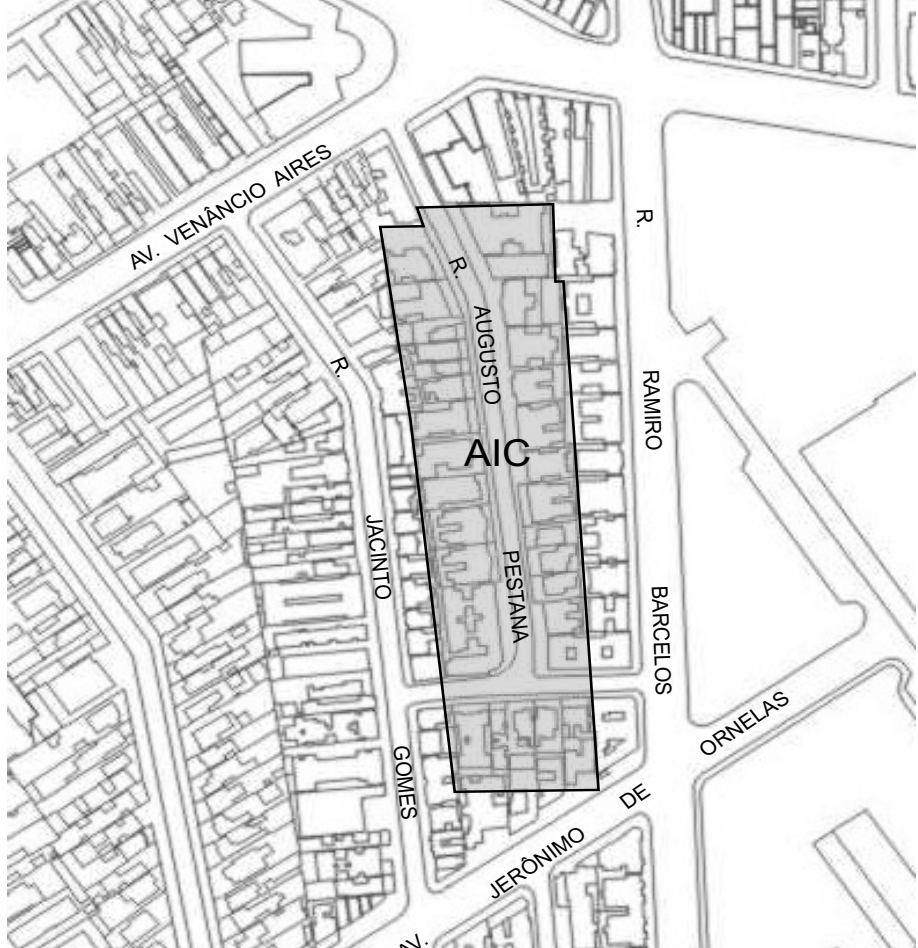 AV. VENÂNCIO AIRES
R. AUGUSTO PESTANA
AIC
R. JACINTO GOMES
R. RAMIRO BARCELOS
AV. JERÔNIMO DE ORNELAS